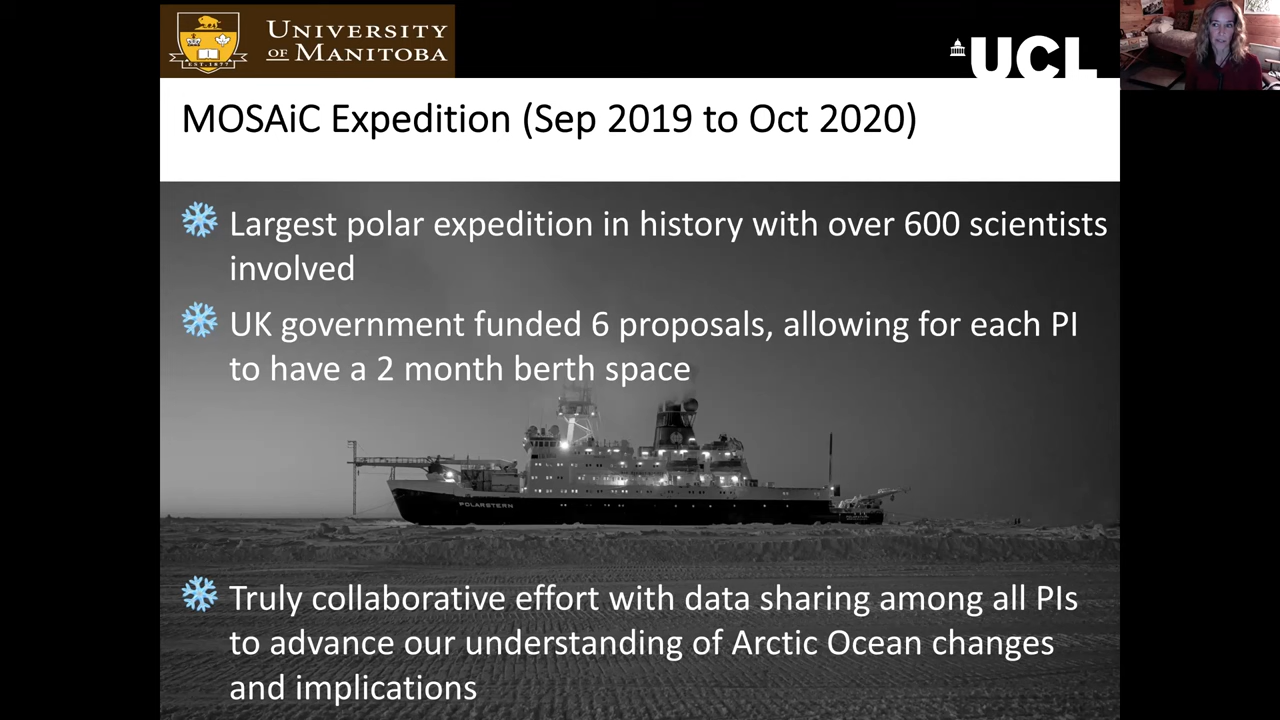 UNIVERSITY
OF MANITOBA
EST. 1877
UCL
MOSAiC Expedition (Sep 2019 to Oct 2020)
Largest polar expedition in history with over 600 scientists
involved
UK government funded 6 proposals, allowing for each PI
to have a 2 month berth space
POLARSTERN
Truly collaborative effort with data sharing among all PIs
to advance our understanding of Arctic Ocean changes
and implications